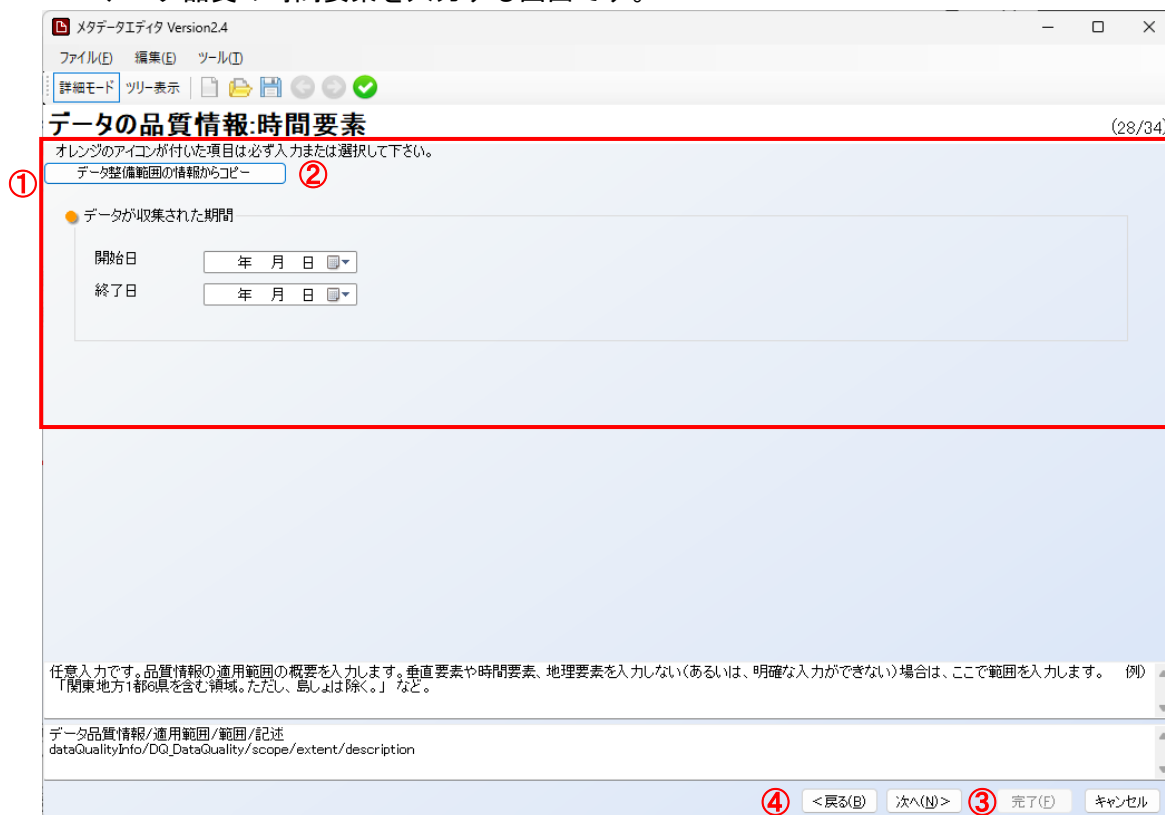 メタデータエディタ Version2.4
ファイル(F) 編集(E) ツール(T)
詳細モード ツリー表示
データの品質情報:時間要素 (28/34)
オレンジのアイコンが付いた項目は必ず入力または選択して下さい。
① データ整備範囲の情報からコピー ②
データが収集された期間
開始日 年 月 日
終了日 年 月 日
任意入力です。品質情報の適用範囲の概要を入力します。垂直要素や時間要素、地理要素を入力しない(あるいは、明確な入力ができない)場合は、ここで範囲を入力します。 例)
「関東地方1都6県を含む領域。ただし、島しょは除く。」 など。
データ品質情報/適用範囲/範囲/記述
dataQualityInfo/DQ_DataQuality/scope/extent/description
④ <戻る(B) 次へ(N)> ③ 完了(F) キャンセル